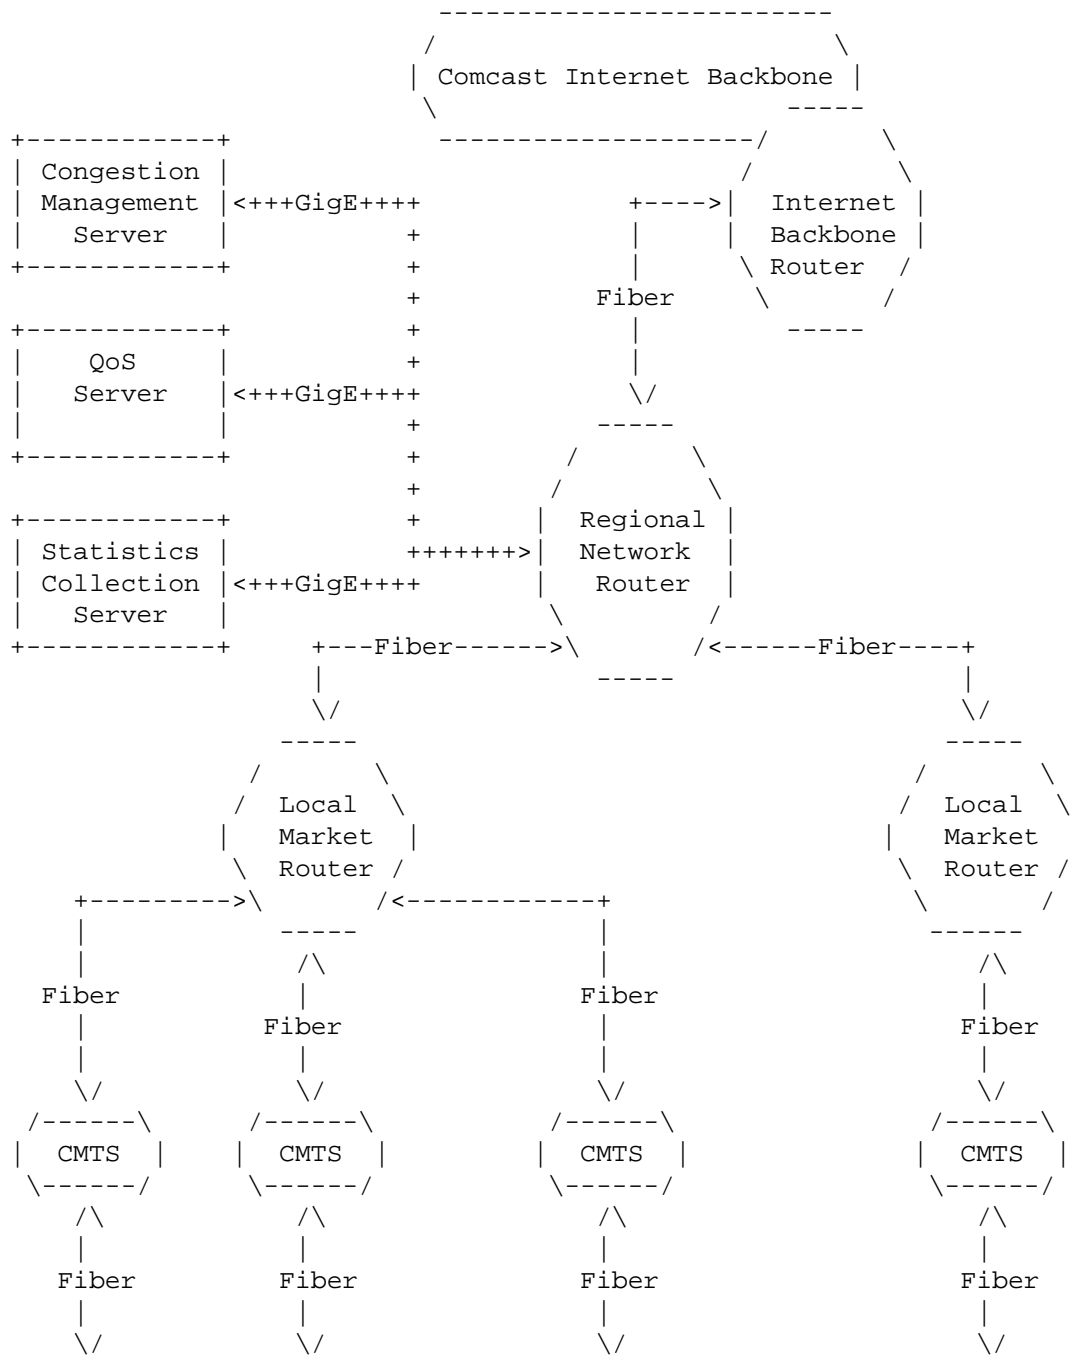 Comcast Internet Backbone
Congestion
Management <+++GigE++++ Internet
Server Backbone
Router
Fiber
QoS
Server <+++GigE++++
Regional
Statistics Network
Collection <+++GigE++++ Router
Server
Fiber Fiber
Local Local
Market Market
Router Router
Fiber Fiber
Fiber Fiber
CMTS CMTS CMTS CMTS
Fiber Fiber Fiber Fiber